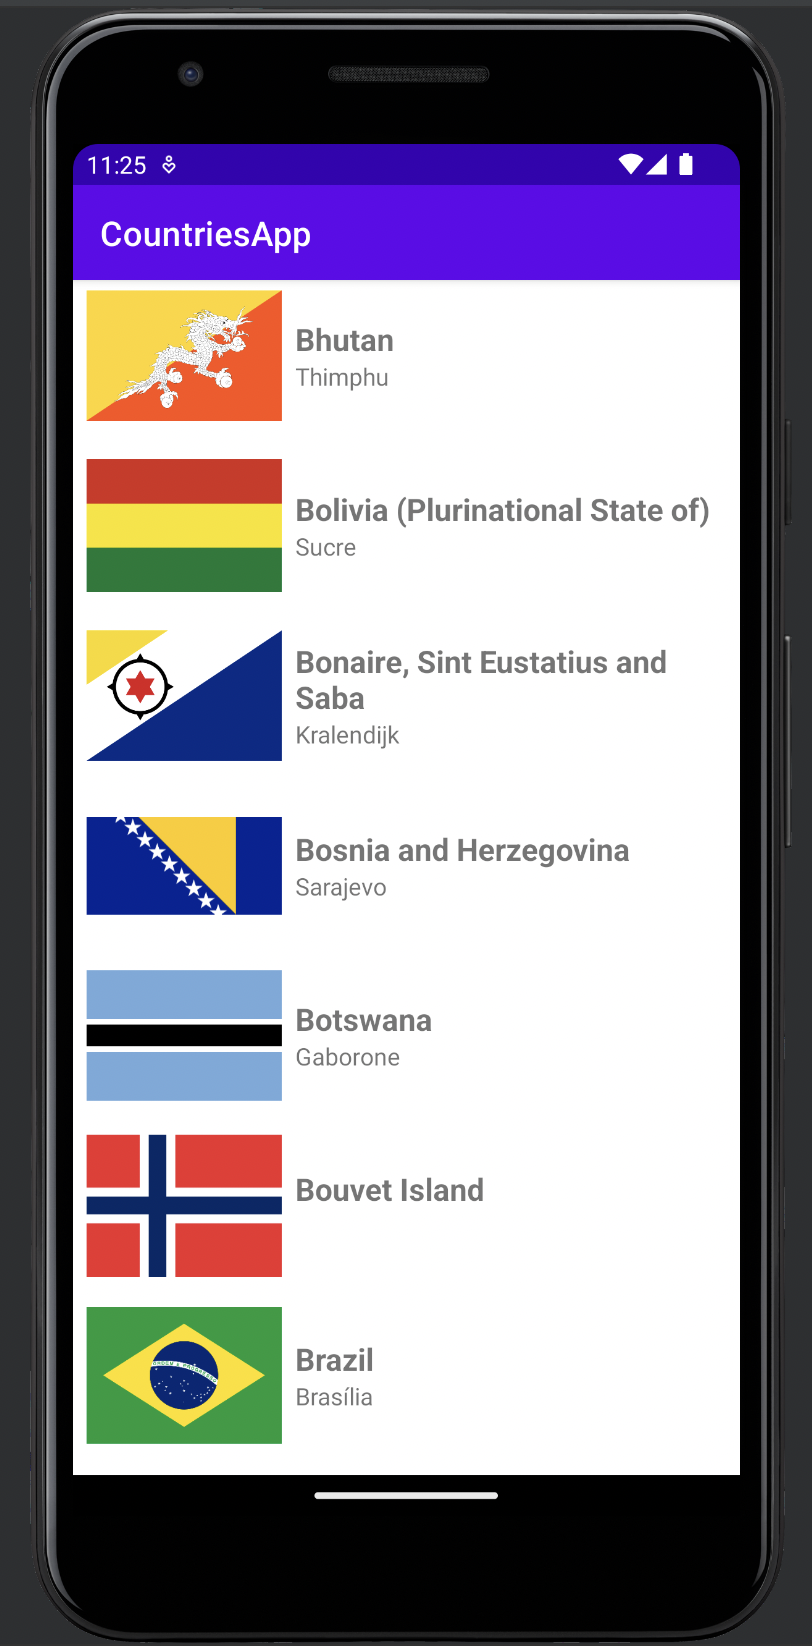 11:25
CountriesApp
Bhutan
Thimphu
Bolivia (Plurinational State of)
Sucre
Bonaire, Sint Eustatius and
Saba
Kralendijk
Bosnia and Herzegovina
Sarajevo
Botswana
Gaborone
Bouvet Island
Brazil
Brasília